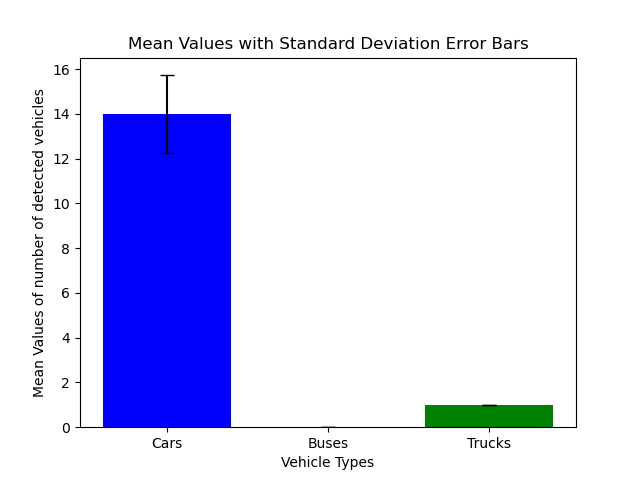 Mean Values with Standard Deviation Error Bars
Mean Values of number of detected vehicles
16
14
12
10
8
6
4
2
0
Cars Buses Trucks
Vehicle Types